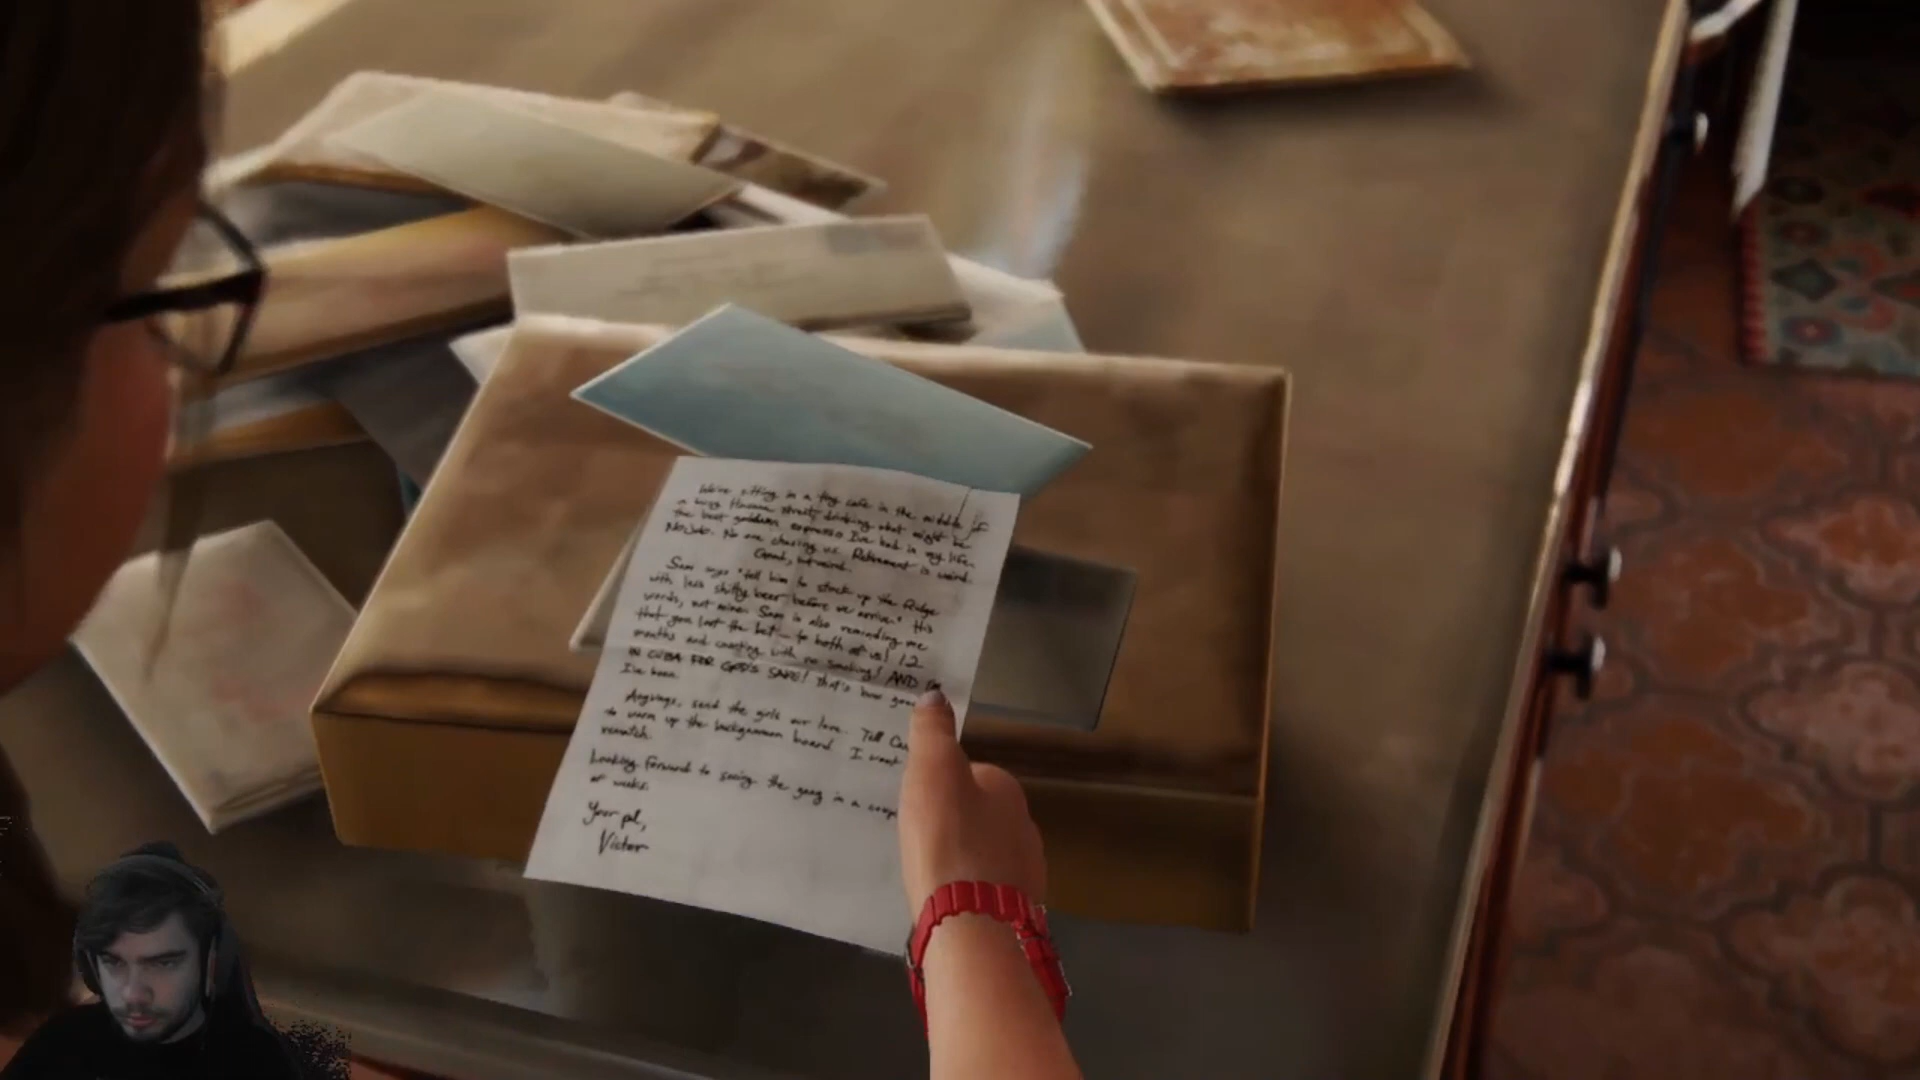 We're sitting in a tiny cafe in the middle of
a busy Havana street, drinking what might be
the best goddamn espresso I've had in my life.
No jobs. No one chasing us. Retirement is weird.
Good, but weird.
Sam says "tell him to stock up the fridge
with less shitty beer before we arrive." His
words, not mine. Sam is also reminding me
that you lost the bet — to both of us! 12
months and counting with no smoking! AND I'm
IN CUBA FOR GOD'S SAKE! That's how good
I've been.
Anyways, send the girls our love. Tell Cas
to warm up the backgammon board. I want
rematch.
Looking forward to seeing the gang in a coup
of weeks.
Your pal,
Victor